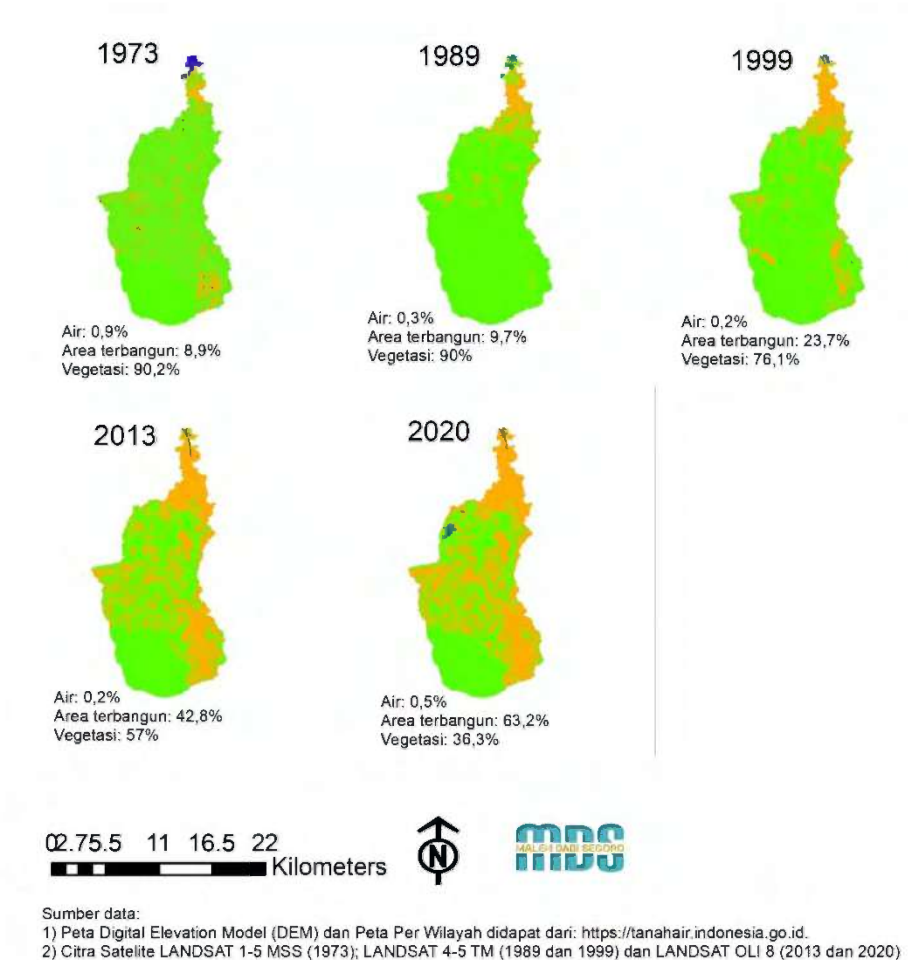 1973
1989
1999
Air: 0,9%
Area terbangun: 8,9%
Vegetasi: 90,2%
Air: 0,3%
Area terbangun: 9,7%
Vegetasi: 90%
Air: 0,2%
Area terbangun: 23,7%
Vegetasi: 76,1%
2013
2020
Air: 0,2%
Area terbangun: 42,8%
Vegetasi: 57%
Air: 0,5%
Area terbangun: 63,2%
Vegetasi: 36,3%
02.755.5 11 16.5 22
Kilometers
N
MDS
MALEH DADI SEGORO
Sumber data:
1) Peta Digital Elevation Model (DEM) dan Peta Per Wilayah didapat dari: https://tanahair.indonesia.go.id.
2) Citra Satelite LANDSAT 1-5 MSS (1973); LANDSAT 4-5 TM (1989 dan 1999) dan LANDSAT OLI 8 (2013 dan 2020)